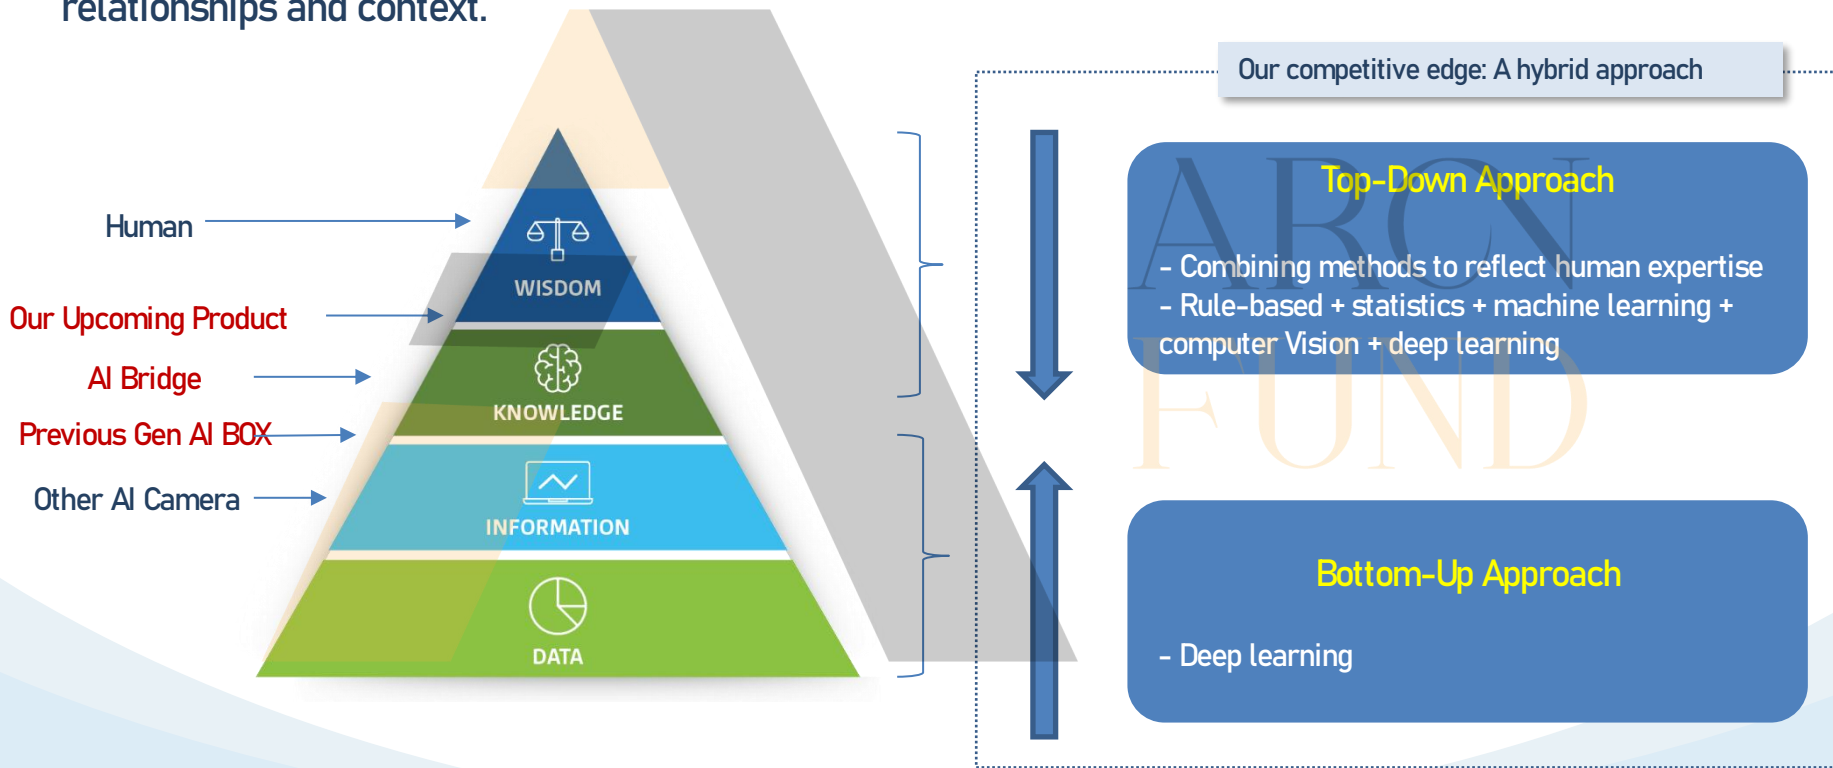 relationships and context.
Our competitive edge: A hybrid approach
Human
Our Upcoming Product
AI Bridge
Previous Gen AI BOX
Other AI Camera
WISDOM
KNOWLEDGE
INFORMATION
DATA
Top-Down Approach
- Combining methods to reflect human expertise
- Rule-based + statistics + machine learning +
computer Vision + deep learning
Bottom-Up Approach
- Deep learning
ARCN
FUND